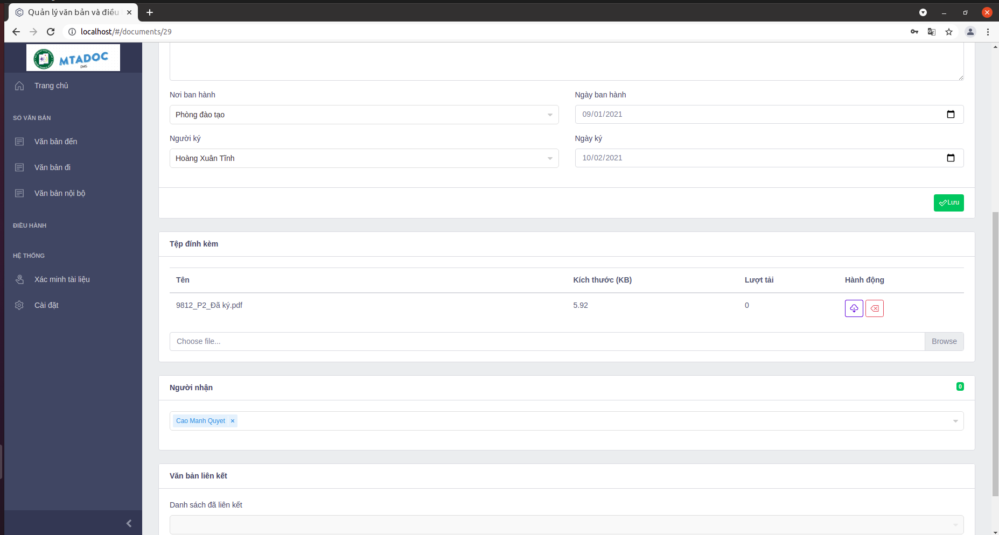 Quản lý văn bản và điều
localhost/#/documents/29
MTADOC
DMS
Trang chủ
SỔ VĂN BẢN
Văn bản đến
Văn bản đi
Văn bản nội bộ
ĐIỀU HÀNH
HỆ THỐNG
Xác minh tài liệu
Cài đặt
Nơi ban hành
Ngày ban hành
Phòng đào tạo
09/01/2021
Người ký
Ngày ký
Hoàng Xuân Tĩnh
10/02/2021
Lưu
Tệp đính kèm
Tên Kích thước (KB) Lượt tải Hành động
9812_P2_Đã ký.pdf 5.92 0
Choose file... Browse
Người nhận 0
Cao Manh Quyet ×
Văn bản liên kết
Danh sách đã liên kết